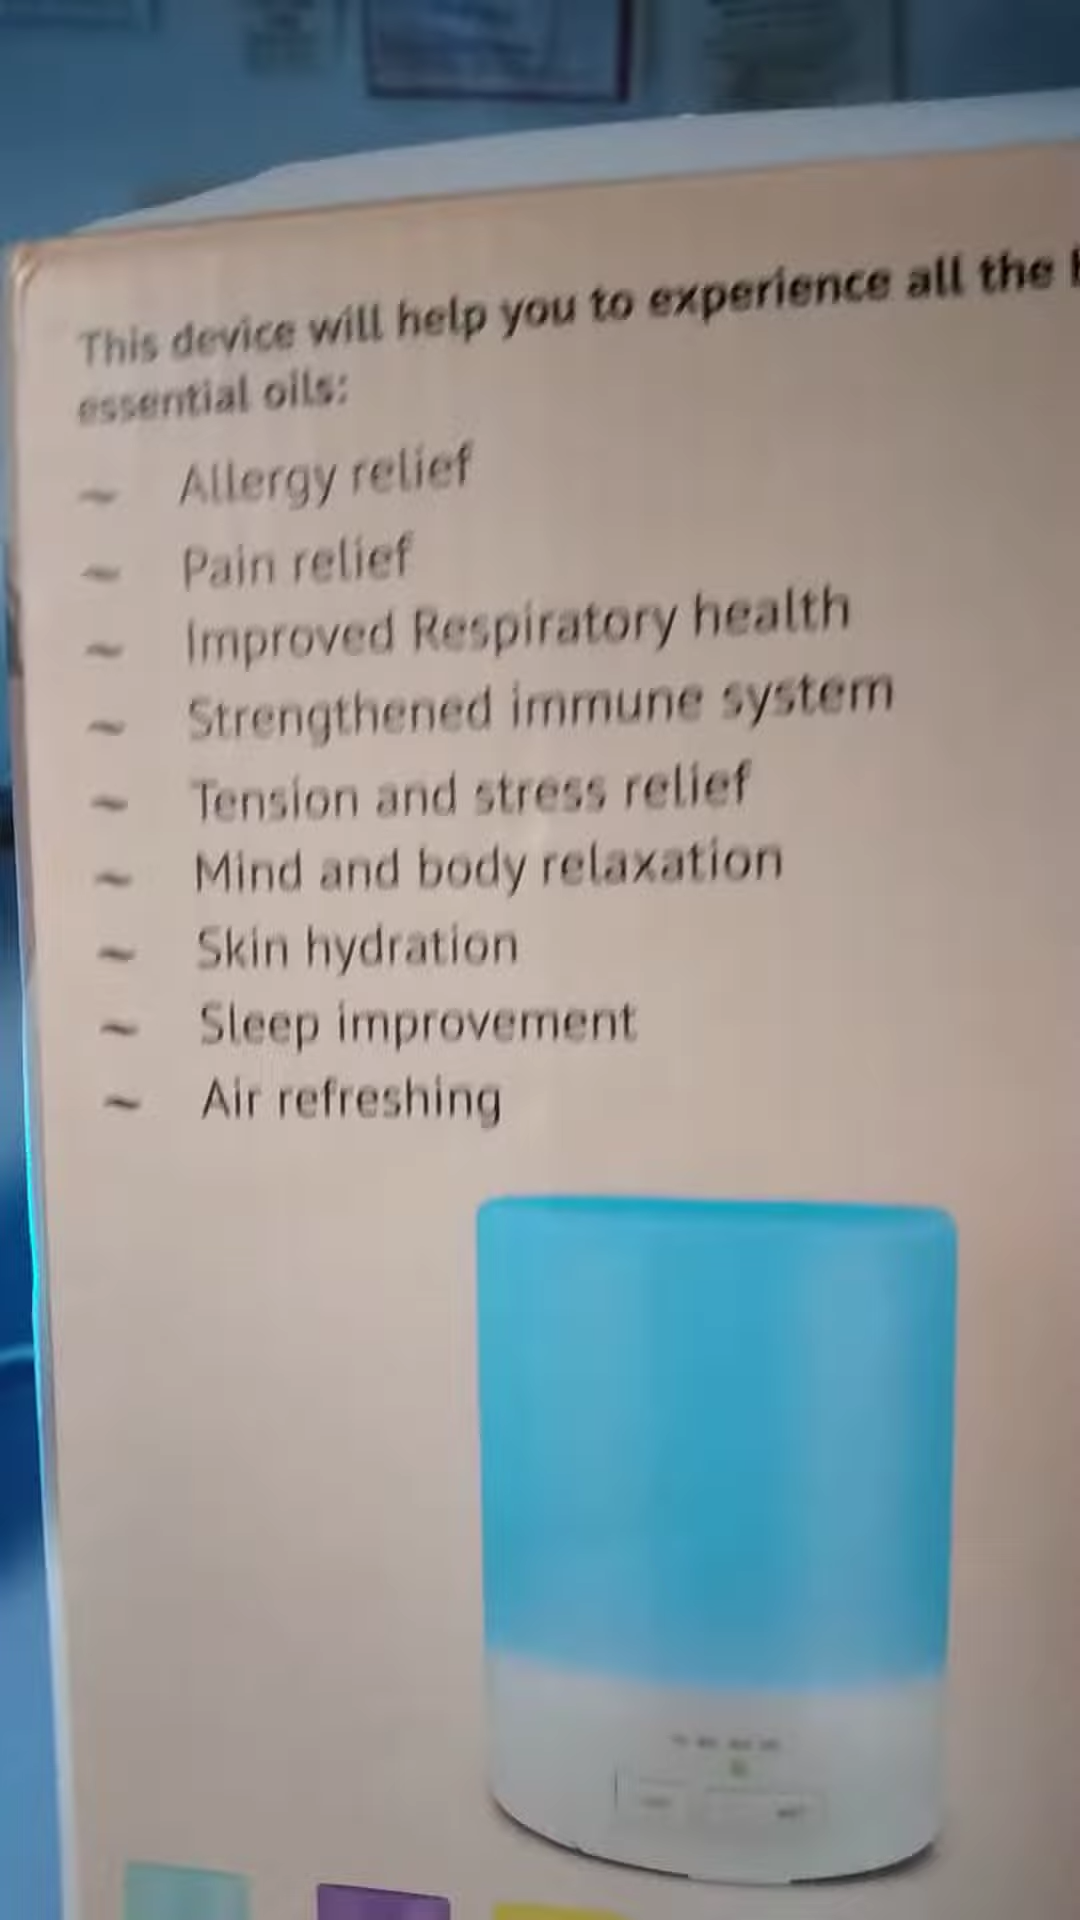 This device will help you to experience all the
essential oils:
~ Allergy relief
~ Pain relief
~ Improved Respiratory health
~ Strengthened immune system
~ Tension and stress relief
~ Mind and body relaxation
~ Skin hydration
~ Sleep improvement
~ Air refreshing